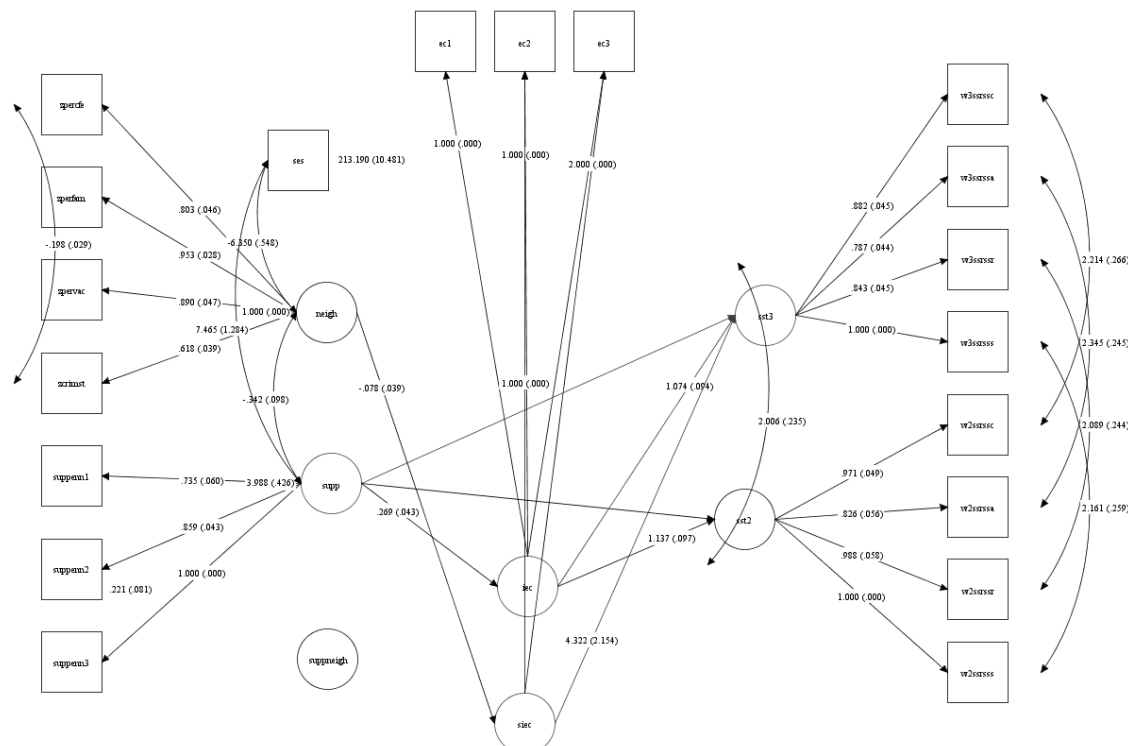 ec1
ec2
ec3
zpercfe
w3ssrssc
ses
213.190 (10.481)
1.000 (.000)
1.000 (.000)
2.000 (.000)
zperfam
w3ssrssa
.803 (.046)
.882 (.045)
-.198 (.029)
-6.350 (.548)
.953 (.028)
.787 (.044)
w3ssrssr
2.214 (.266)
zpervac
.890 (.047)
1.000 (.000)
neigh
.843 (.045)
sst3
7.465 (1.284)
.618 (.039)
1.000 (.000)
w3ssrsss
2.345 (.245)
zcrimst
-.078 (.039)
1.000 (.000)
1.074 (.094)
-.342 (.098)
2.006 (.235)
w2ssrssc
2.089 (.244)
suppenn1
.735 (.060)
3.988 (.426)
supp
.971 (.049)
.269 (.043)
sst2
.826 (.056)
w2ssrssa
2.161 (.259)
.859 (.043)
1.137 (.097)
.988 (.058)
suppenn2
1.000 (.000)
.221 (.081)
iec
1.000 (.000)
w2ssrssr
4.322 (2.154)
suppenn3
suppneigh
w2ssrsss
siec